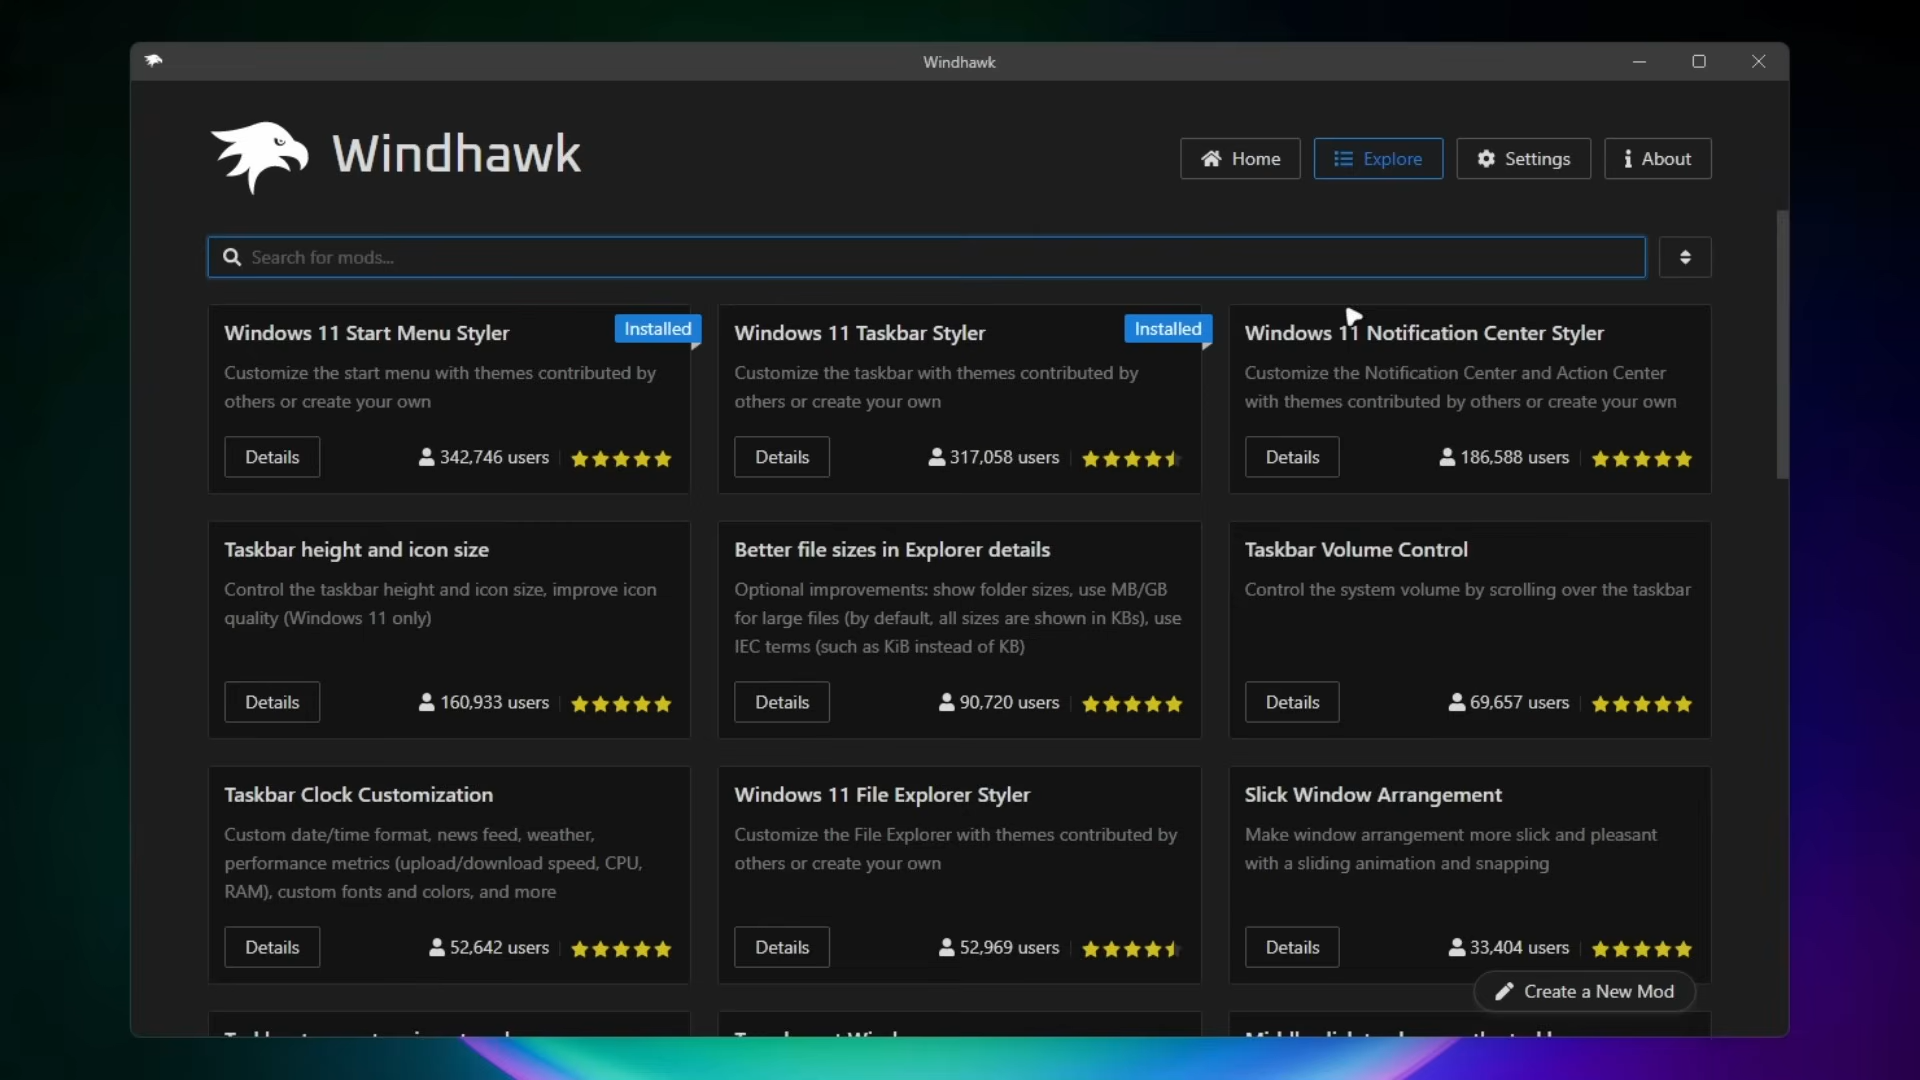 Windhawk
Windhawk
Home
Explore
Settings
About
Search for mods...
Windows 11 Start Menu Styler
Installed
Customize the start menu with themes contributed by
others or create your own
Details
342,746 users
Windows 11 Taskbar Styler
Installed
Customize the taskbar with themes contributed by
others or create your own
Details
317,058 users
Windows 11 Notification Center Styler
Customize the Notification Center and Action Center
with themes contributed by others or create your own
Details
186,588 users
Taskbar height and icon size
Control the taskbar height and icon size, improve icon
quality (Windows 11 only)
Details
160,933 users
Better file sizes in Explorer details
Optional improvements: show folder sizes, use MB/GB
for large files (by default, all sizes are shown in KBs), use
IEC terms (such as KiB instead of KB)
Details
90,720 users
Taskbar Volume Control
Control the system volume by scrolling over the taskbar
Details
69,657 users
Taskbar Clock Customization
Custom date/time format, news feed, weather,
performance metrics (upload/download speed, CPU,
RAM), custom fonts and colors, and more
Details
52,642 users
Windows 11 File Explorer Styler
Customize the File Explorer with themes contributed by
others or create your own
Details
52,969 users
Slick Window Arrangement
Make window arrangement more slick and pleasant
with a sliding animation and snapping
Details
33,404 users
Create a New Mod